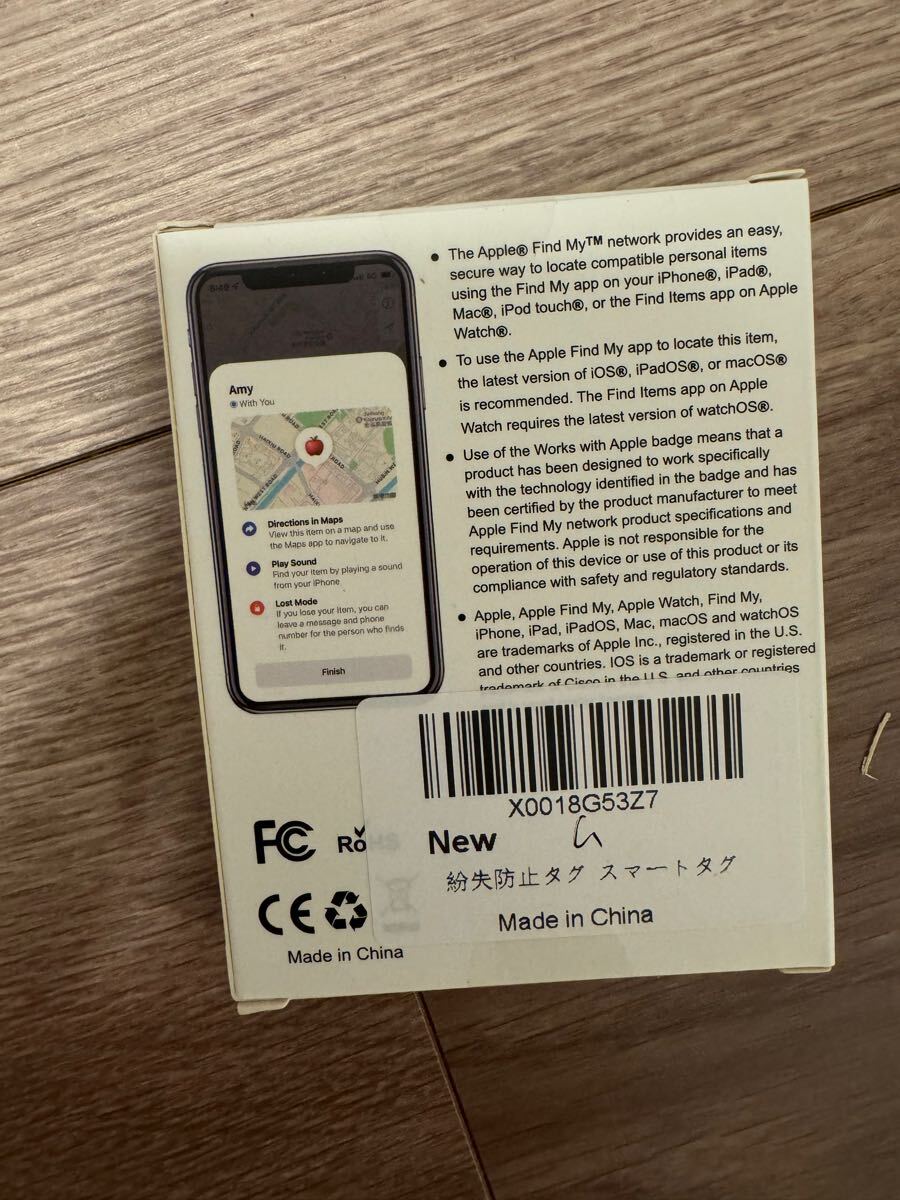 The Apple® Find My™ network provides an easy,
secure way to locate compatible personal items
using the Find My app on your iPhone®, iPad®,
Mac®, iPod touch®, or the Find Items app on Apple
Watch®.
To use the Apple Find My app to locate this item,
the latest version of iOS®, iPadOS®, or macOS®
is recommended. The Find Items app on Apple
Watch requires the latest version of watchOS®.
Use of the Works with Apple badge means that a
product has been designed to work specifically
with the technology identified in the badge and has
been certified by the product manufacturer to meet
Apple Find My network product specifications and
requirements. Apple is not responsible for the
operation of this device or use of this product or its
compliance with safety and regulatory standards.
Apple, Apple Find My, Apple Watch, Find My,
iPhone, iPad, iPadOS, Mac, macOS and watchOS
are trademarks of Apple Inc., registered in the U.S.
and other countries. IOS is a trademark or registered
trademark of Cisco in the U.S. and other countries
Amy
With You
HAIXU ROAD
ROAD
Directions in Maps
View this item on a map and use
the Maps app to navigate to it.
Play Sound
Find your item by playing a sound
from your iPhone
Lost Mode
If you lose your item, you can
leave a message and phone
number for the person who finds
it.
Finish
X0018G53Z7
New
紛失防止タグ スマートタグ
Made in China
FC RoHS
CE
Made in China